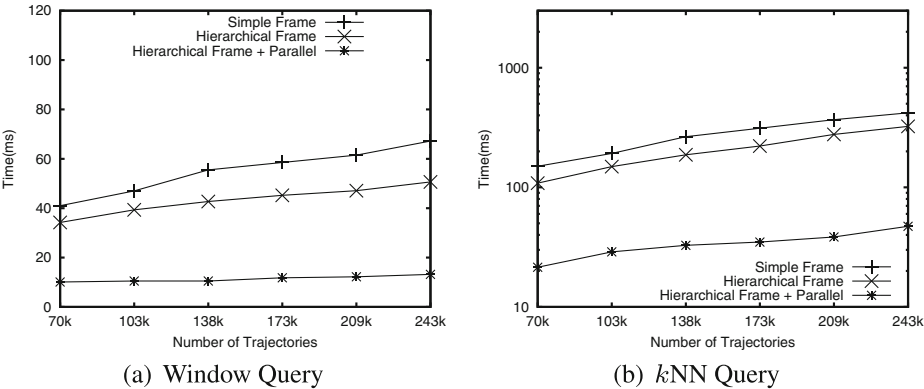 120
100
80
60
40
20
0
Time(ms)
Simple Frame
Hierarchical Frame
Hierarchical Frame + Parallel
70k 103k 138k 173k 209k 243k
Number of Trajectories
(a) Window Query
1000
100
10
Time(ms)
Simple Frame
Hierarchical Frame
Hierarchical Frame + Parallel
70k 103k 138k 173k 209k 243k
Number of Trajectories
(b) kNN Query